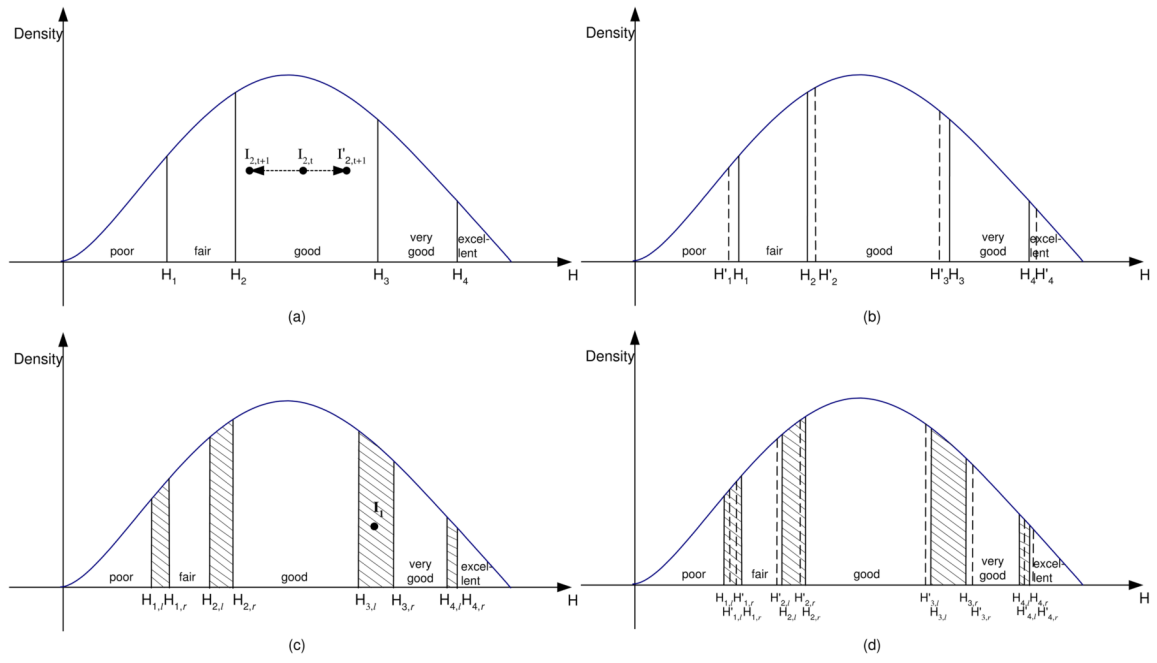 Density
I2,t+1 I2,t I'2,t+1
poor fair good very good excel-lent
H1 H2 H3 H4 H
(a)
Density
poor fair good very good excel-lent
H'1 H1 H2 H'2 H'3 H3 H4 H'4 H
(b)
Density
I1
poor fair good very good excel-lent
H1,l H1,r H2,l H2,r H3,l H3,r H4,l H4,r H
(c)
Density
poor fair good very good excel-lent
H1,l H'1,r H'2,l H'2,r H'3,l H3,r H4,l H4,r H
H'1,l H1,r H2,l H2,r H3,l H'3,r H'4,l H'4,r
(d)